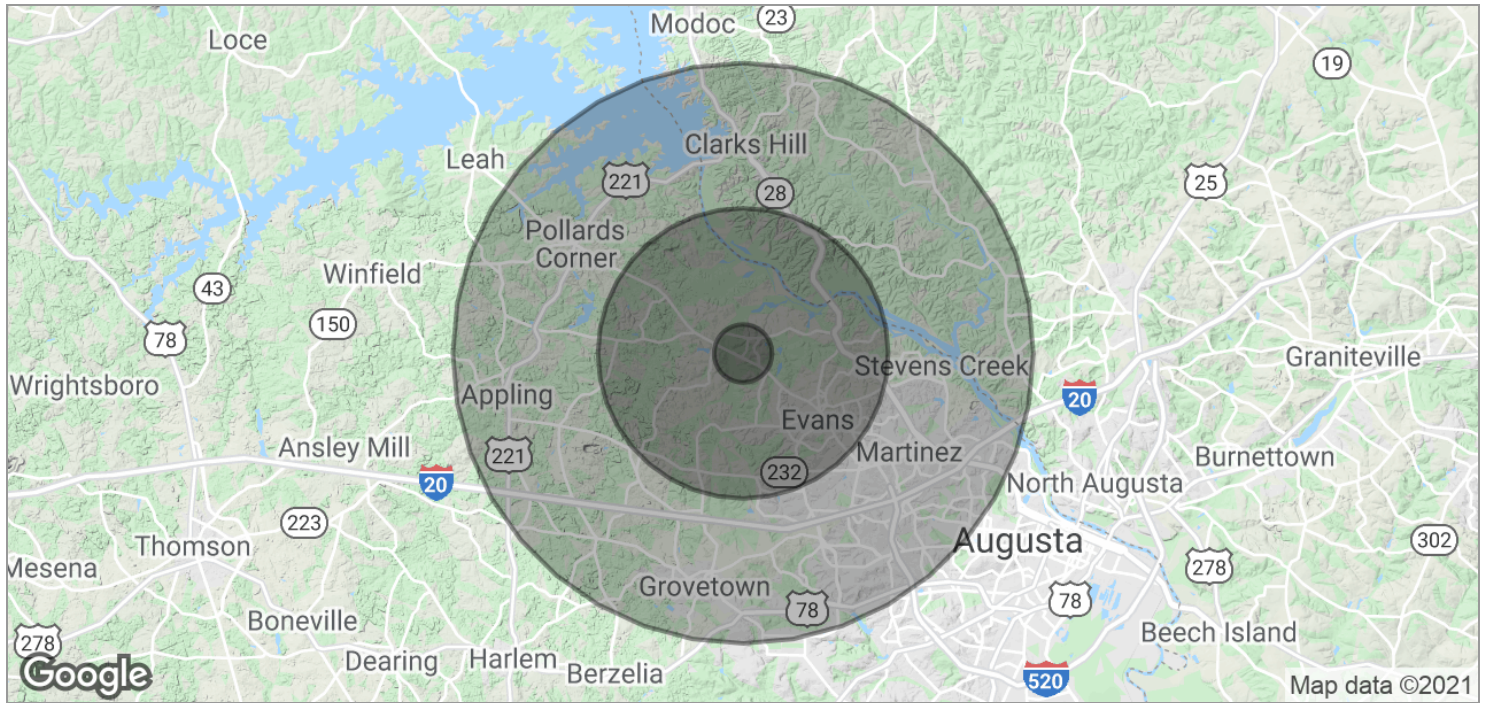 Modoc
23
Loce
19
Clarks Hill
Leah
221
25
28
Pollards
Corner
Winfield
43
150
78
Stevens Creek
Graniteville
Wrightsboro
Appling
20
Evans
Ansley Mill
Martinez
221
Burnettown
232
20
North Augusta
223
Thomson
Augusta
302
Mesena
278
Grovetown
78
78
Boneville
Beech Island
278
Dearing
Harlem
Berzelia
Google
520
Map data ©2021